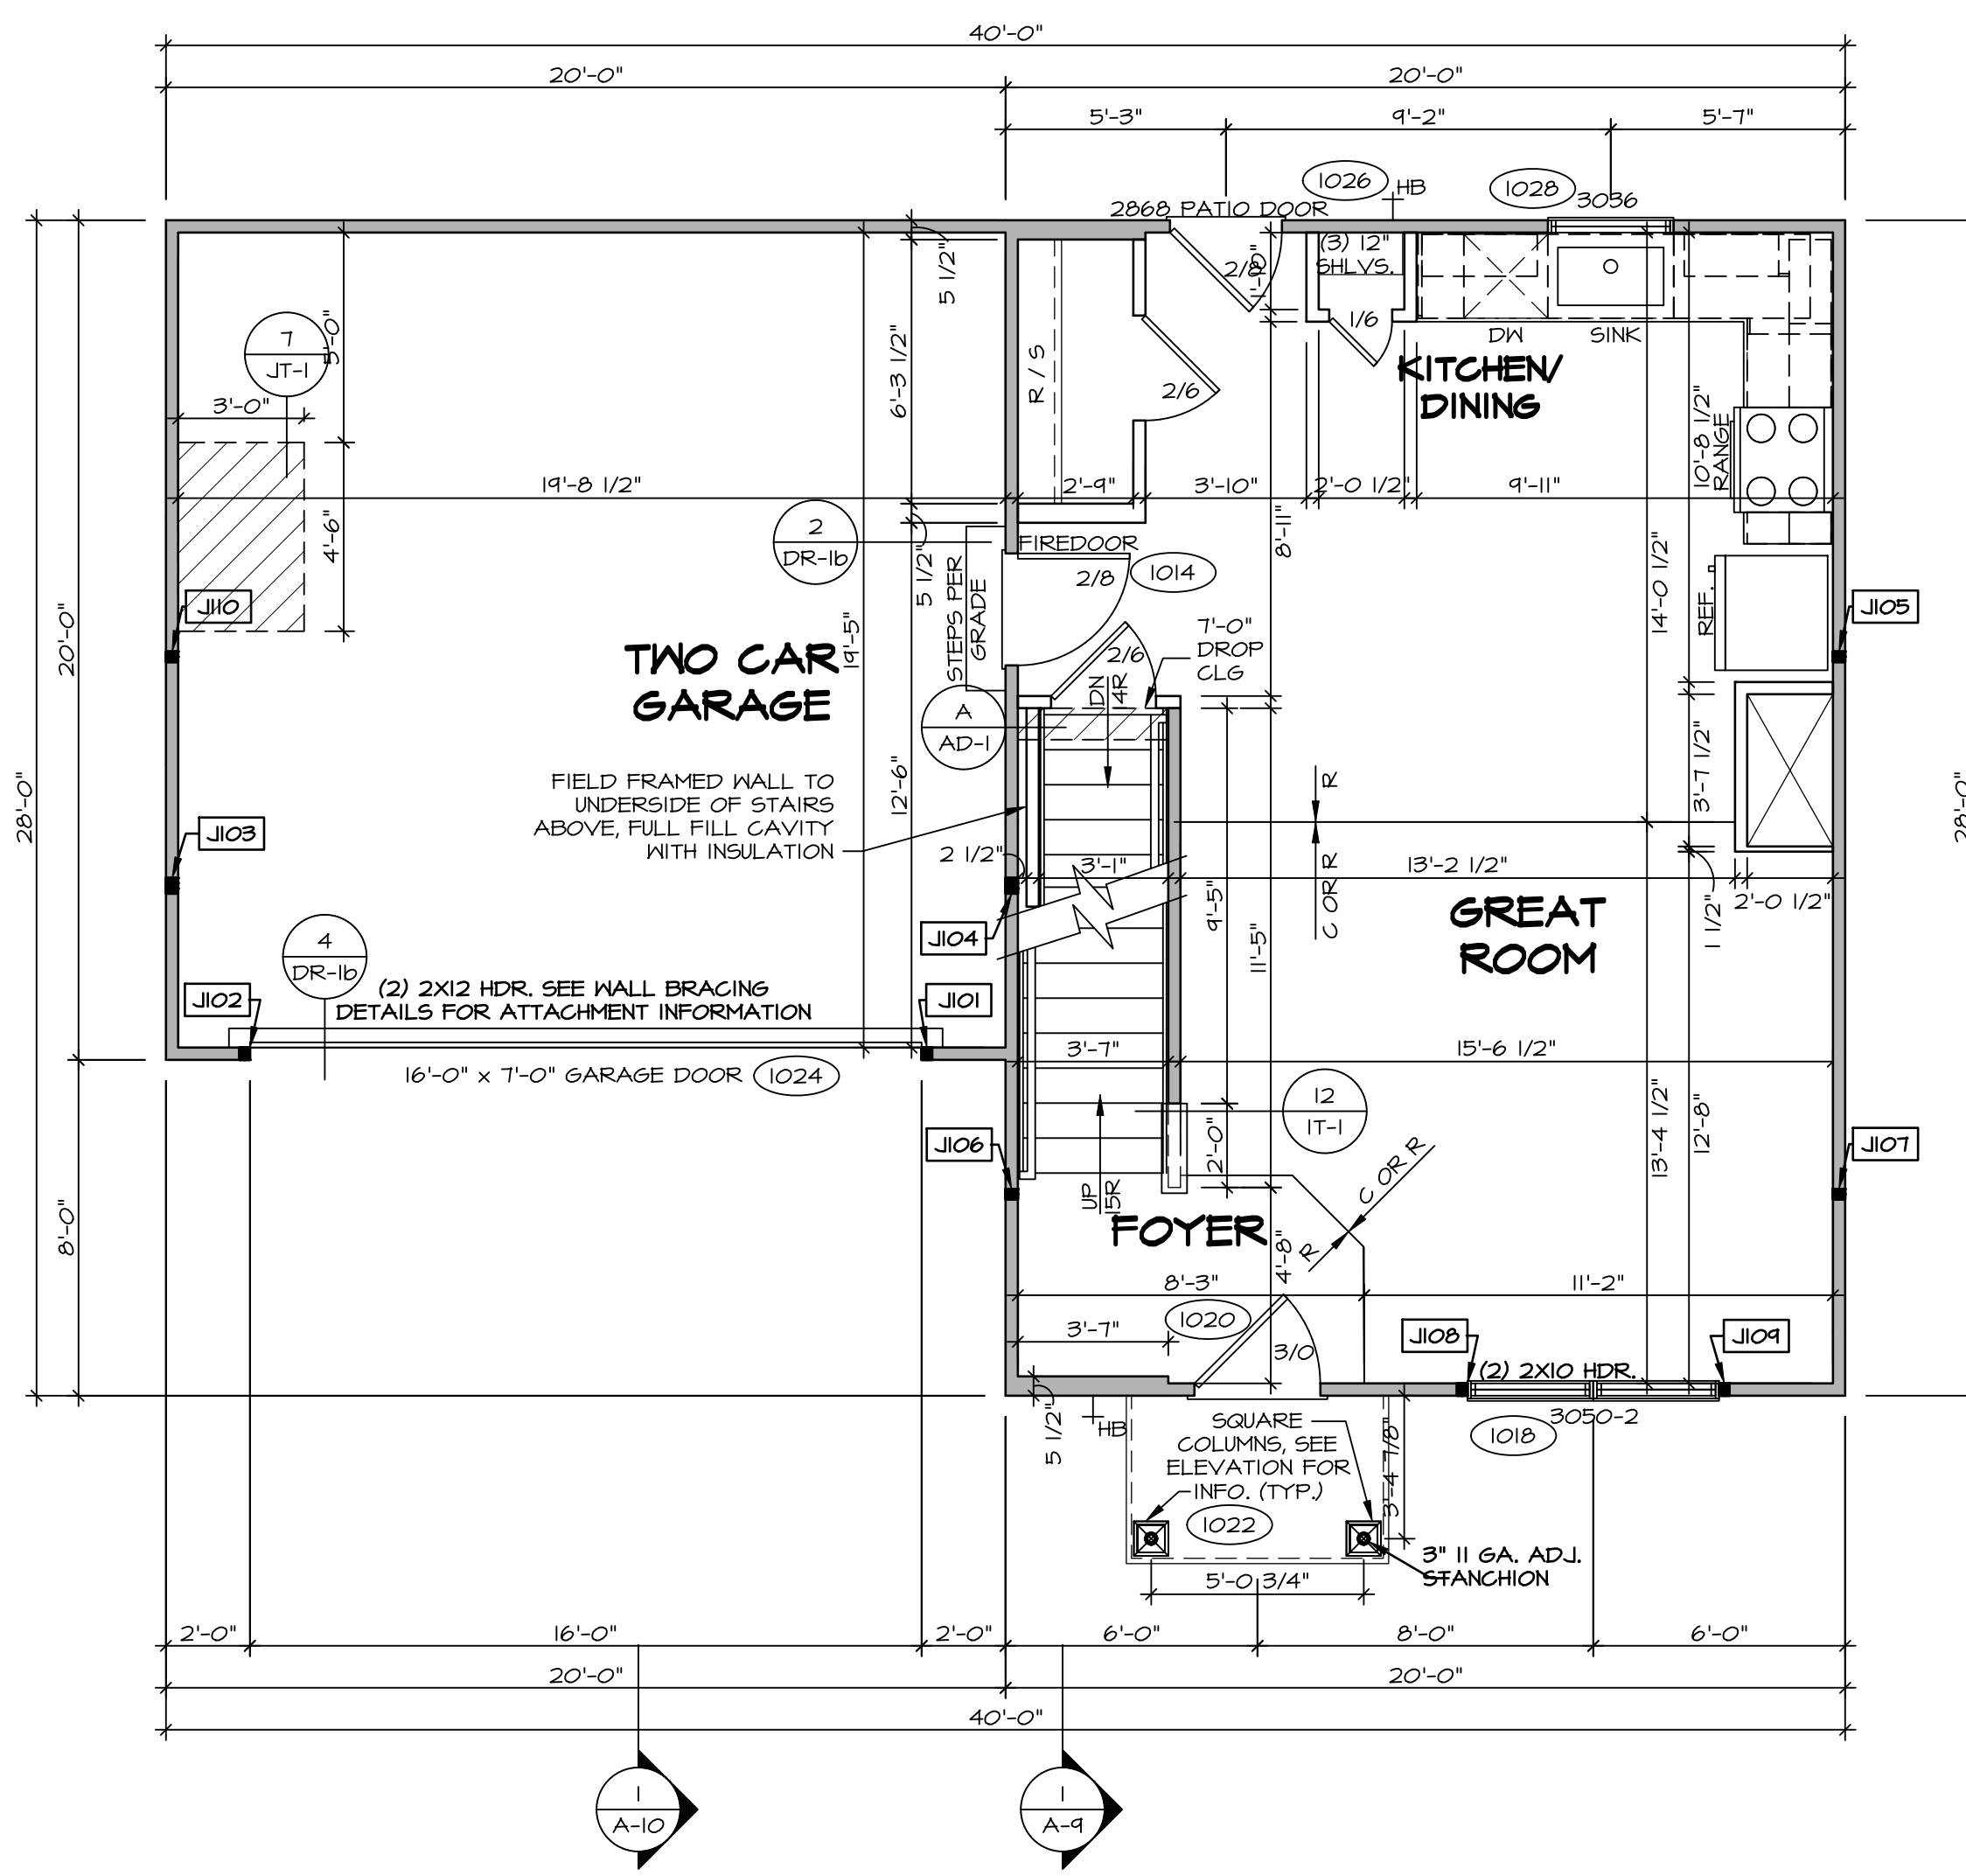 40'-0"
20'-0"
20'-0"
5'-3"
9'-2"
5'-7"
1026
HB
1028
3036
2868 PATIO DOOR
5 1/2"
2/8
(3) 12"
SHLVS.
1/6
DW
SINK
7
JT-1
5'-0"
3'-0"
6'-3 1/2"
R / S
2/6
KITCHEN/
DINING
10'-8 1/2"
RANGE
19'-8 1/2"
2'-9"
3'-10"
2'-0 1/2"
9'-11"
4'-6"
2
DR-1b
8'-11"
FIREDOOR
2/8
1014
5 1/2"
STEPS PER
GRADE
14'-0 1/2"
REF.
J110
J105
20'-0"
28'-0"
19'-5"
TWO CAR
GARAGE
2/6
7'-0"
DROP
CLG
DN
14R
A
AD-1
3'-7 1/2"
FIELD FRAMED WALL TO
UNDERSIDE OF STAIRS
ABOVE, FULL FILL CAVITY
WITH INSULATION
12'-6"
R
C OR R
28'-0"
J103
2 1/2"
3'-1"
13'-2 1/2"
9'-5"
11'-5"
1 1/2"
2'-0 1/2"
GREAT
ROOM
J104
4
DR-1b
J102
(2) 2X12 HDR. SEE WALL BRACING
DETAILS FOR ATTACHMENT INFORMATION
J101
16'-0" x 7'-0" GARAGE DOOR
1024
3'-7"
15'-6 1/2"
12
IT-1
13'-4 1/2"
12'-8"
J106
2'-0"
J107
8'-0"
UP
15R
C OR R
R
FOYER
4'-8"
8'-3"
11'-2"
1020
3'-7"
3/0
J108
J109
(2) 2X10 HDR.
5 1/2"
HB
3050-2
1018
SQUARE
COLUMNS, SEE
ELEVATION FOR
INFO. (TYP.)
3'-4 7/8"
1022
3" 11 GA. ADJ.
STANCHION
5'-0 3/4"
2'-0"
16'-0"
2'-0"
6'-0"
8'-0"
6'-0"
20'-0"
20'-0"
40'-0"
1
A-10
1
A-9